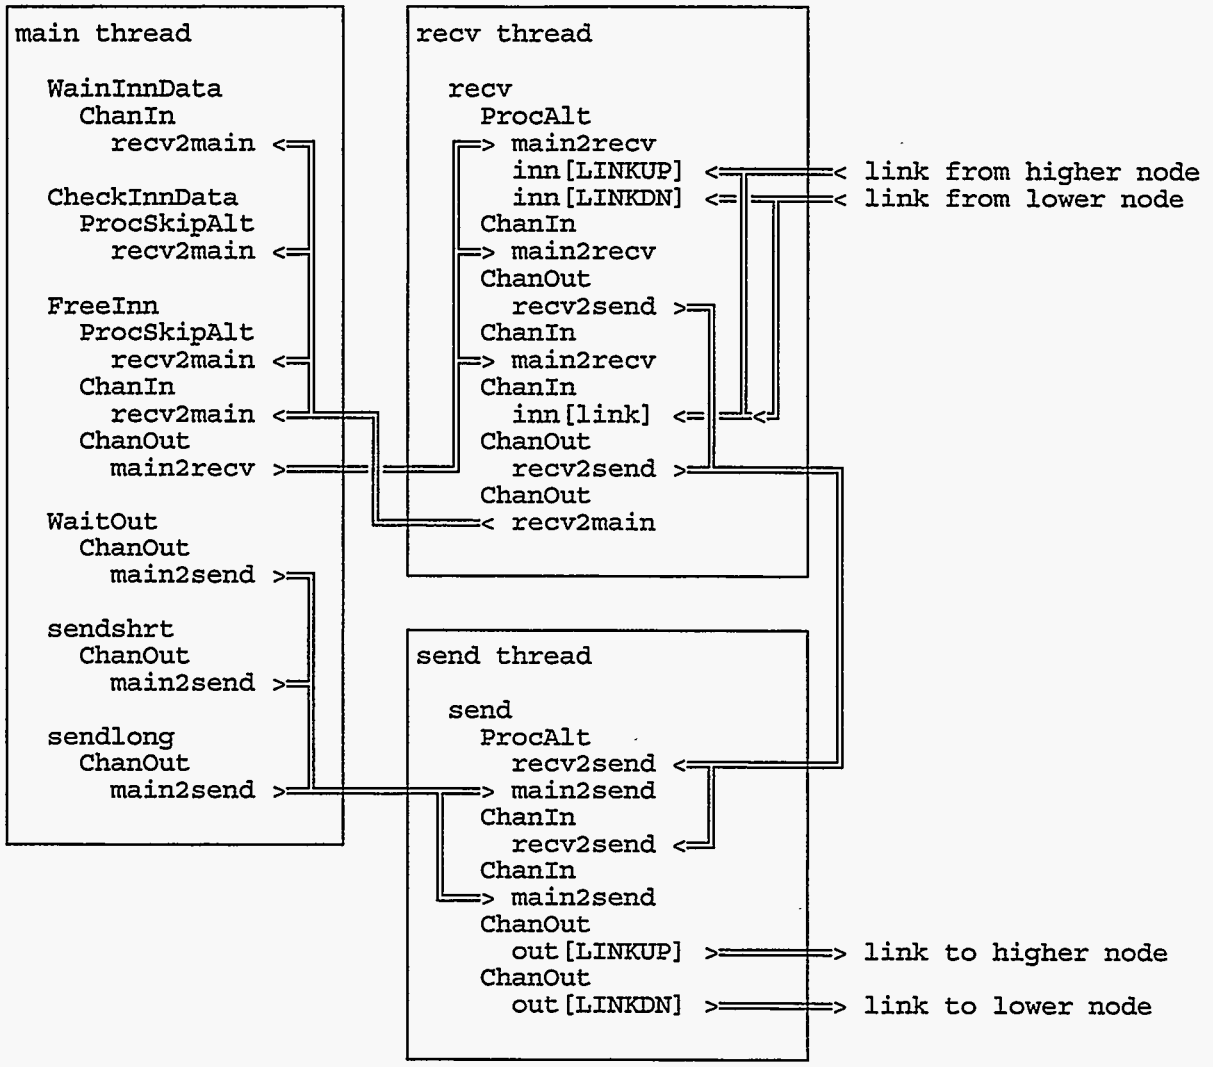 main thread
WainInnData
ChanIn
recv2main <
CheckInnData
ProcSkipAlt
recv2main <
FreeInn
ProcSkipAlt
recv2main <
ChanIn
recv2main <
ChanOut
main2recv >
WaitOut
ChanOut
main2send >
sendshrt
ChanOut
main2send >
sendlong
ChanOut
main2send >
recv thread
recv
ProcAlt
> main2recv
inn[LINKUP] < < link from higher node
inn[LINKDN] < < link from lower node
ChanIn
> main2recv
ChanOut
recv2send >
ChanIn
> main2recv
ChanIn
inn[link] < <
ChanOut
recv2send >
ChanOut
< recv2main
send thread
send
ProcAlt
recv2send <
> main2send
ChanIn
recv2send <
ChanIn
> main2send
ChanOut
out[LINKUP] > > link to higher node
ChanOut
out[LINKDN] > > link to lower node